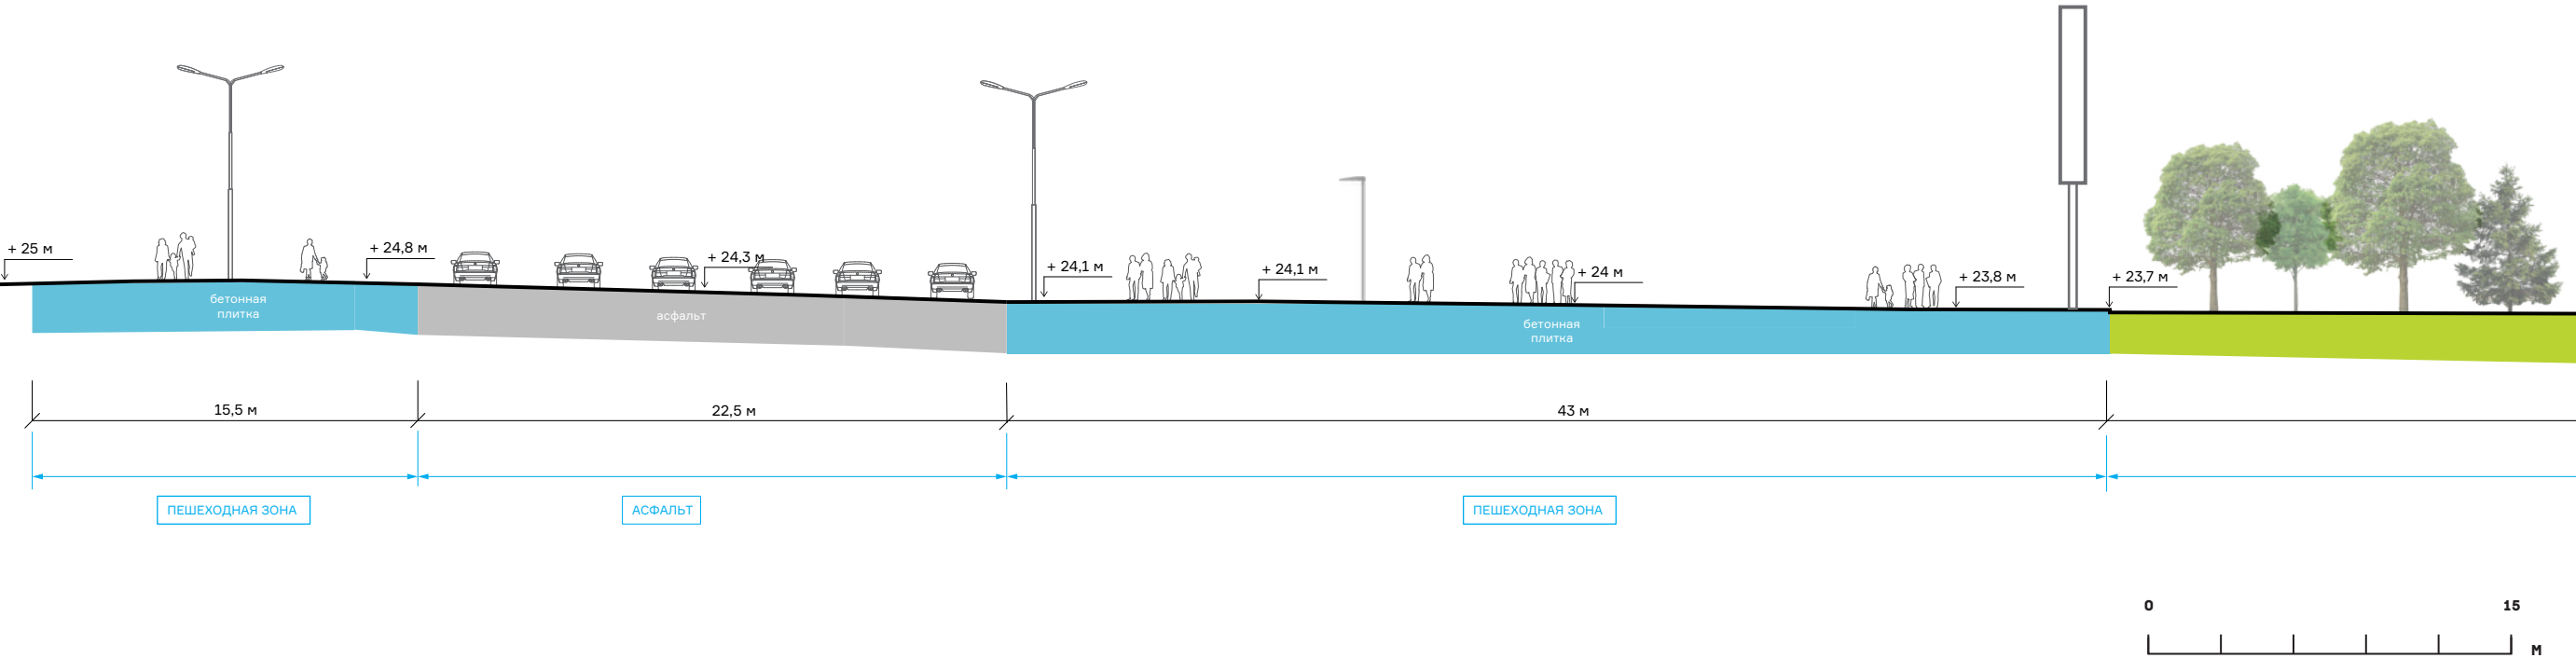 + 25 м
+ 24,8 м
+ 24,3 м
+ 24,1 м
+ 24,1 м
+ 24 м
+ 23,8 м
+ 23,7 м
бетонная
плитка
асфальт
бетонная
плитка
15,5 м
22,5 м
43 м
ПЕШЕХОДНАЯ ЗОНА
АСФАЛЬТ
ПЕШЕХОДНАЯ ЗОНА
0
15
м